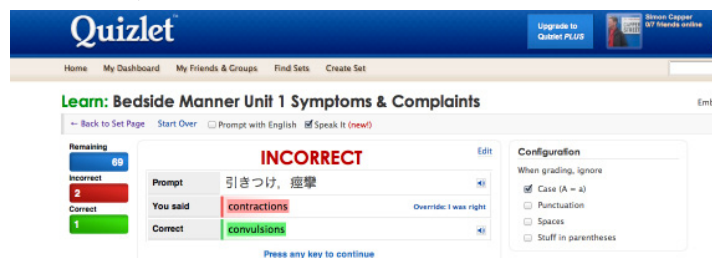 Quizlet
Upgrade to
Quizlet PLUS
Simon Capper
0/7 friends online
Home My Dashboard My Friends & Groups Find Sets Create Set
Learn: Bedside Manner Unit 1 Symptoms & Complaints
Emb
← Back to Set Page Start Over Prompt with English Speak It (new!)
Remaining
69
Incorrect
2
Correct
1
INCORRECT
Edit
Prompt 引きつけ, 痙攣
You said contractions Override: I was right
Correct convulsions
Press any key to continue
Configuration
When grading, ignore
Case (A = a)
Punctuation
Spaces
Stuff in parentheses